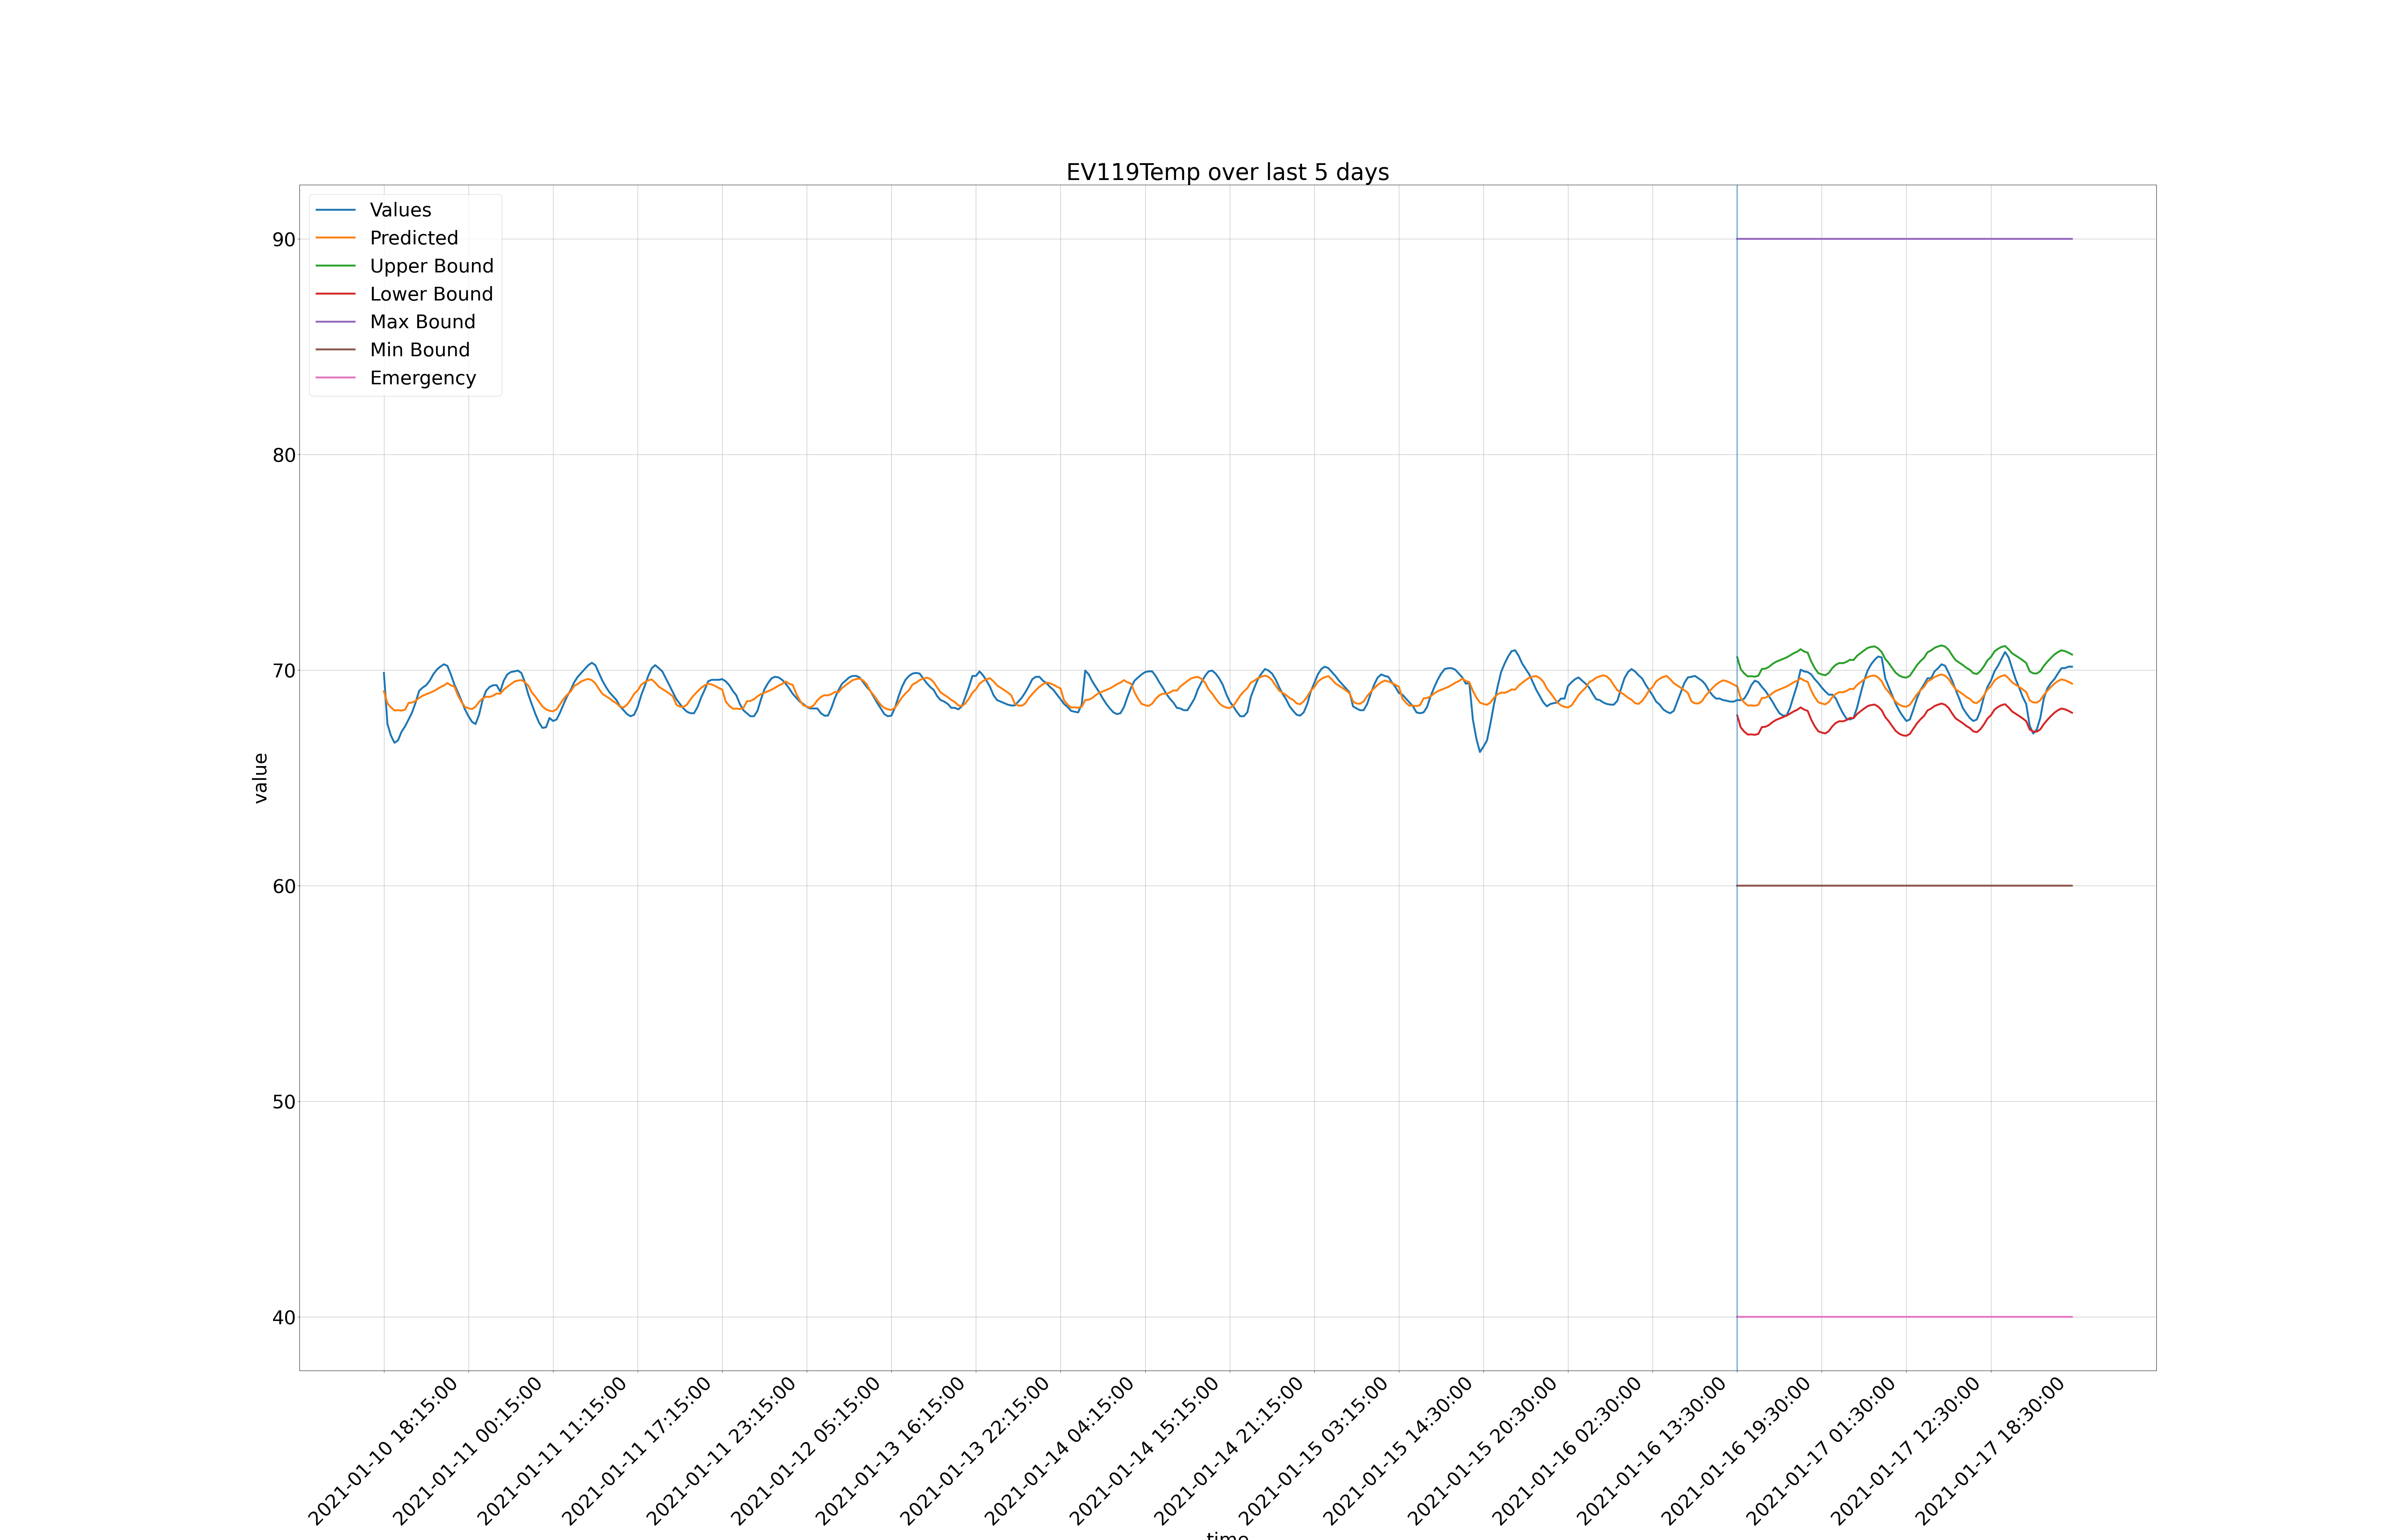 EV119Temp over last 5 days
Values
Predicted
Upper Bound
Lower Bound
Max Bound
Min Bound
Emergency
90
80
70
60
50
40
value
2021-01-10 18:15:00
2021-01-11 00:15:00
2021-01-11 11:15:00
2021-01-11 17:15:00
2021-01-11 23:15:00
2021-01-12 05:15:00
2021-01-13 16:15:00
2021-01-13 22:15:00
2021-01-14 04:15:00
2021-01-14 15:15:00
2021-01-14 21:15:00
2021-01-15 03:15:00
2021-01-15 14:30:00
2021-01-15 20:30:00
2021-01-16 02:30:00
2021-01-16 13:30:00
2021-01-16 19:30:00
2021-01-17 01:30:00
2021-01-17 12:30:00
2021-01-17 18:30:00
time